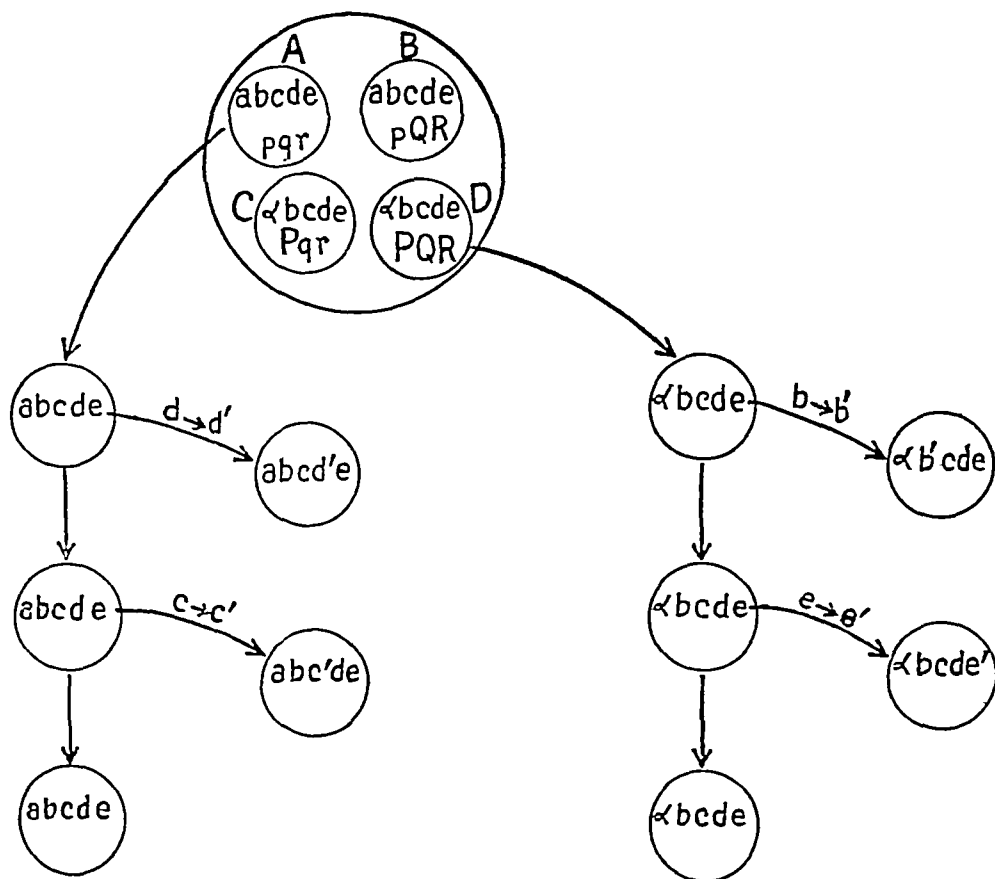 A B
abcde abcde
pqr pQR
C αbcde αbcde D
Pqr PQR
abcde d→d' αbcde b→b'
abcd'e αb'cde
abcde c→c' αbcde e→e'
abc'de αbcde'
abcde αbcde